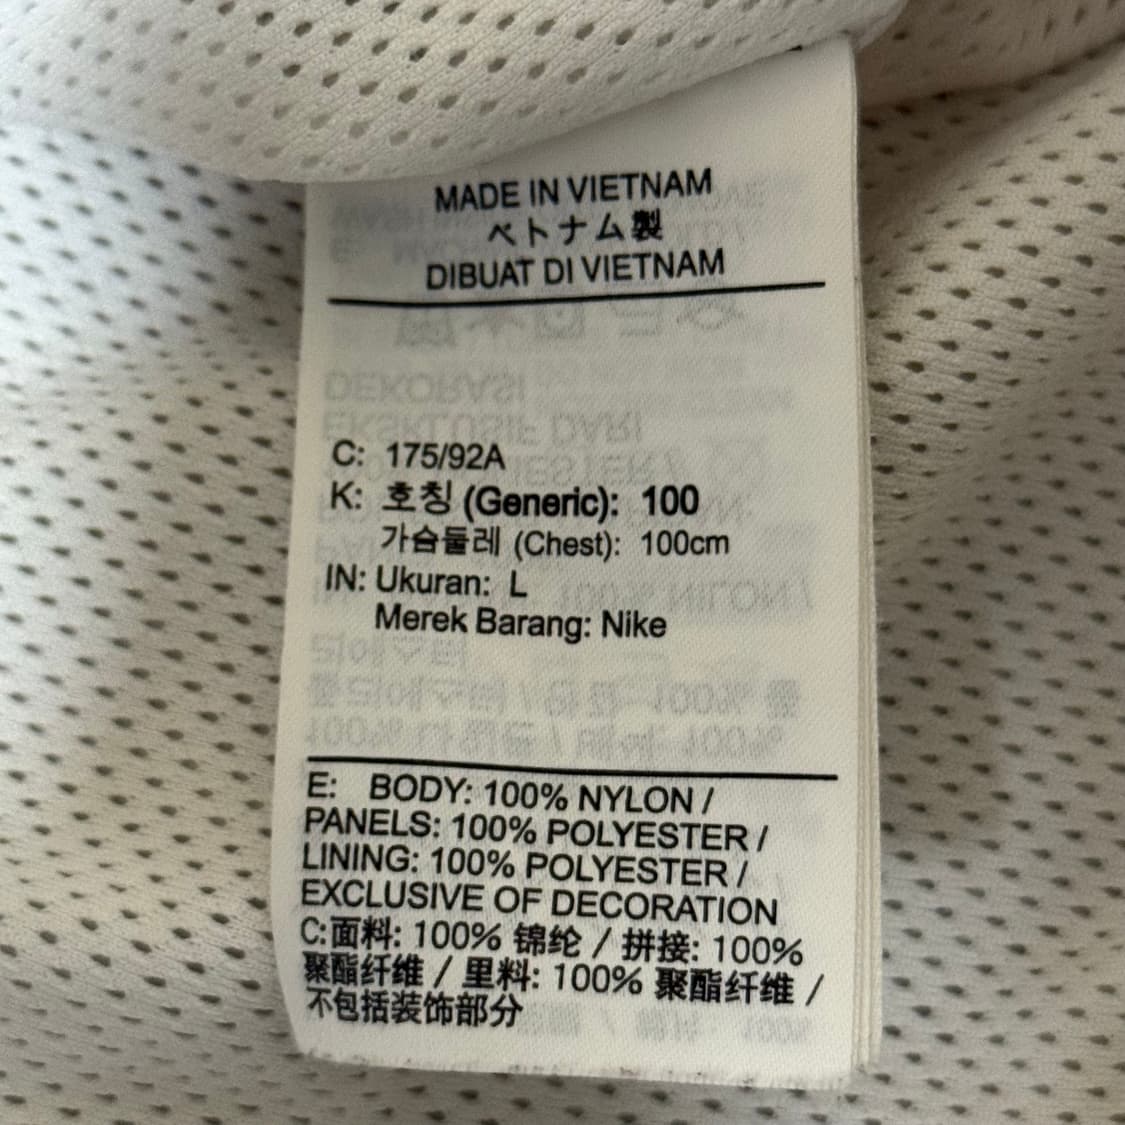 MADE IN VIETNAM
ベトナム製
DIBUAT DI VIETNAM
C: 175/92A
K: 호칭 (Generic): 100
가슴둘레 (Chest): 100cm
IN: Ukuran: L
Merek Barang: Nike
E: BODY: 100% NYLON /
PANELS: 100% POLYESTER /
LINING: 100% POLYESTER /
EXCLUSIVE OF DECORATION
C:面料: 100% 锦纶 / 拼接: 100%
聚酯纤维 / 里料: 100% 聚酯纤维 /
不包括装饰部分